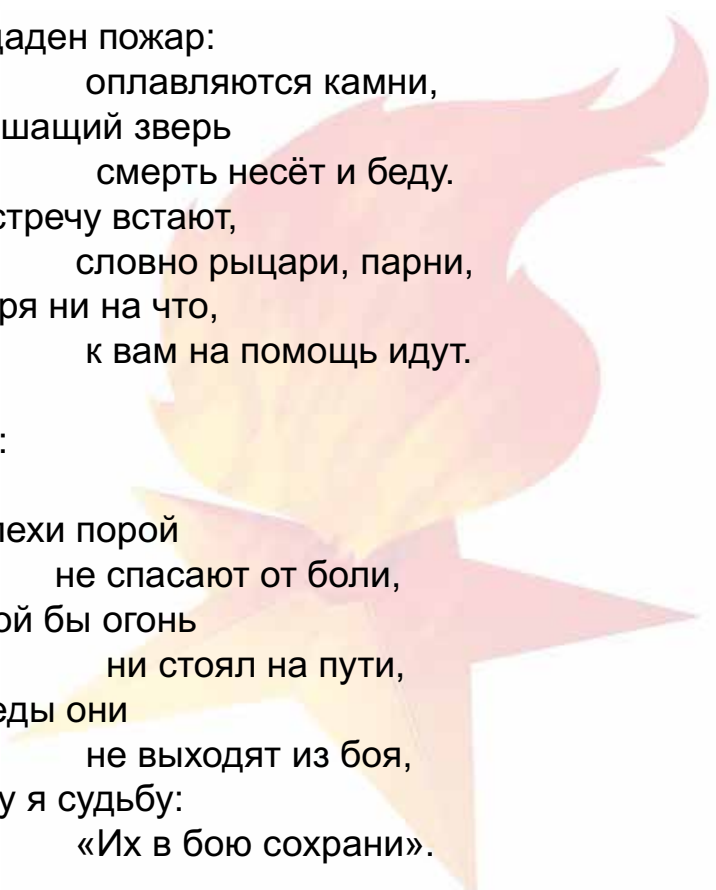 даден пожар:
оплавляются камни,
шащий зверь
смерть несёт и беду.
стречу встают,
словно рыцари, парни,
ря ни на что,
к вам на помощь идут.
:
лехи порой
не спасают от боли,
ой бы огонь
ни стоял на пути,
еды они
не выходят из боя,
у я судьбу:
«Их в бою сохрани».